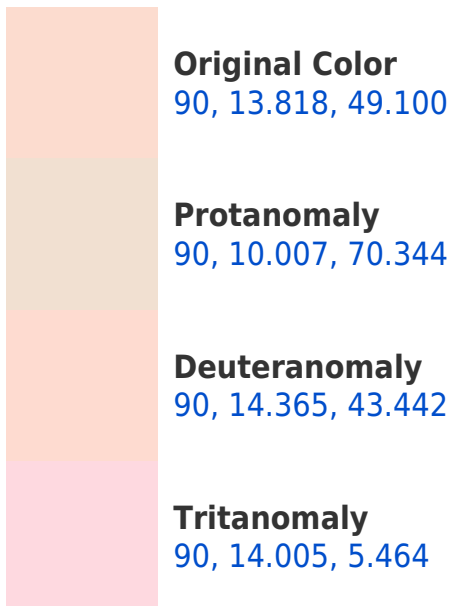 Original Color
90, 13.818, 49.100
Protanomaly
90, 10.007, 70.344
Deuteranomaly
90, 14.365, 43.442
Tritanomaly
90, 14.005, 5.464